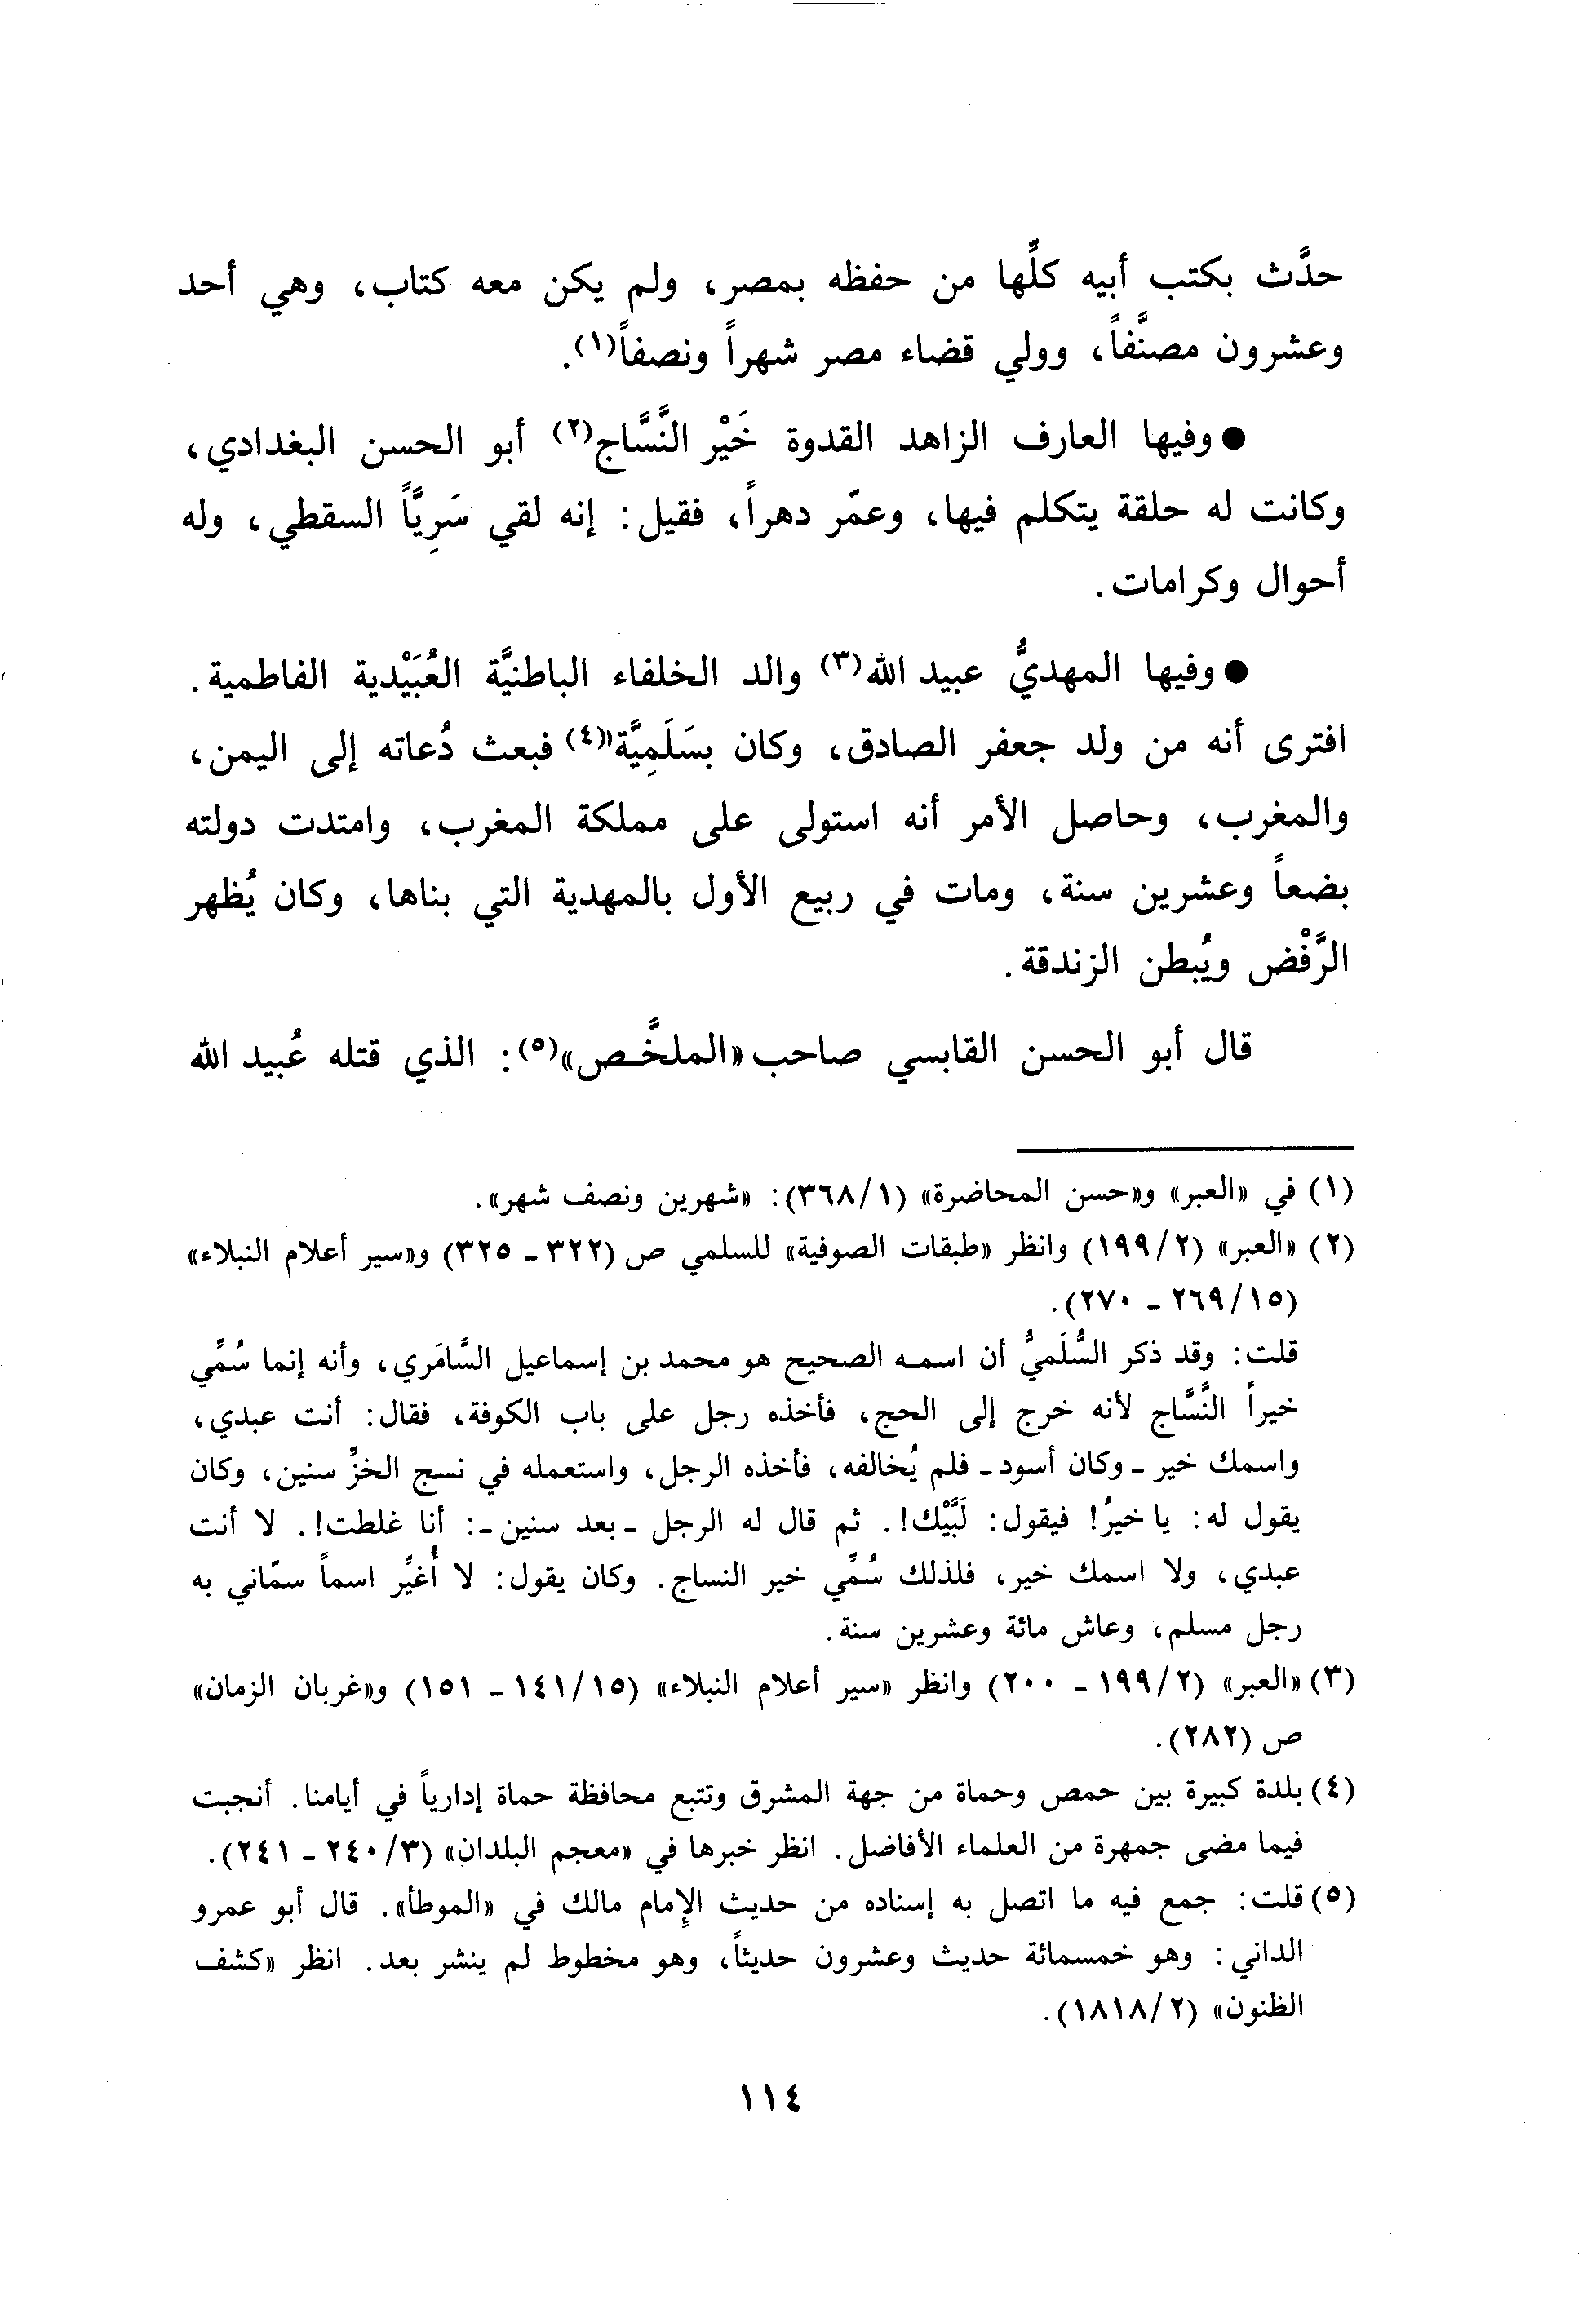 حدَّث بكتب أبيه كلِّها من حفظه بمصر، ولم يكن معه كتاب، وهي أحد
وعشرون مصنَّفاً، وولي قضاء مصر شهراً ونصفاً(١).
● وفيها العارف الزاهد القدوة خَيْر النَّسَّاج(٢) أبو الحسن البغدادي،
وكانت له حلقة يتكلم فيها، وعمّر دهراً، فقيل: إنه لقي سَرِيَّاً السقطي، وله
أحوال وكرامات.
● وفيها المهديُّ عبيد الله(٣) والد الخلفاء الباطنيَّة العُبَيْدية الفاطمية.
افترى أنه من ولد جعفر الصادق، وكان بسَلَمِيَّة"(٤) فبعث دُعاته إلى اليمن،
والمغرب، وحاصل الأمر أنه استولى على مملكة المغرب، وامتدت دولته
بضعاً وعشرين سنة، ومات في ربيع الأول بالمهدية التي بناها، وكان يُظهر
الرَّفْض ويُبطن الزندقة.
قال أبو الحسن القابسي صاحب «الملخَّص»(٥): الذي قتله عُبيد الله
(١) في «العبر» و«حسن المحاضرة» (٣٦٨/١): «شهرين ونصف شهر».
(٢) «العبر» (١٩٩/٢) وانظر «طبقات الصوفية» للسلمي ص (٣٢٢ - ٣٢٥) و«سير أعلام النبلاء»
(٢٦٩/١٥ - ٢٧٠).
قلت: وقد ذكر السُّلَميُّ أن اسمه الصحيح هو محمد بن إسماعيل السَّامَري، وأنه إنما سُمِّي
خيراً النَّسَّاج لأنه خرج إلى الحج، فأخذه رجل على باب الكوفة، فقال: أنت عبدي،
واسمك خير - وكان أسود - فلم يُخالفه، فأخذه الرجل، واستعمله في نسج الخزِّ سنين، وكان
يقول له: يا خيرُ! فيقول: لَبَّيْك!. ثم قال له الرجل - بعد سنين -: أنا غلطت!. لا أنت
عبدي، ولا اسمك خير، فلذلك سُمِّي خير النساج. وكان يقول: لا أُغيِّر اسماً سمّاني به
رجل مسلم، وعاش مائة وعشرين سنة.
(٣) «العبر» (١٩٩/٢ - ٢٠٠) وانظر «سير أعلام النبلاء» (١٤١/١٥ - ١٥١) و«غربان الزمان»
ص (٢٨٢).
(٤) بلدة كبيرة بين حمص وحماة من جهة المشرق وتتبع محافظة حماة إدارياً في أيامنا. أنجبت
فيما مضى جمهرة من العلماء الأفاضل. انظر خبرها في «معجم البلدان» (٢٤٠/٣ - ٢٤١).
(٥) قلت: جمع فيه ما اتصل به إسناده من حديث الإمام مالك في «الموطأ». قال أبو عمرو
الداني: وهو خمسمائة حديث وعشرون حديثاً، وهو مخطوط لم ينشر بعد. انظر «كشف
الظنون» (١٨١٨/٢).
١١٤